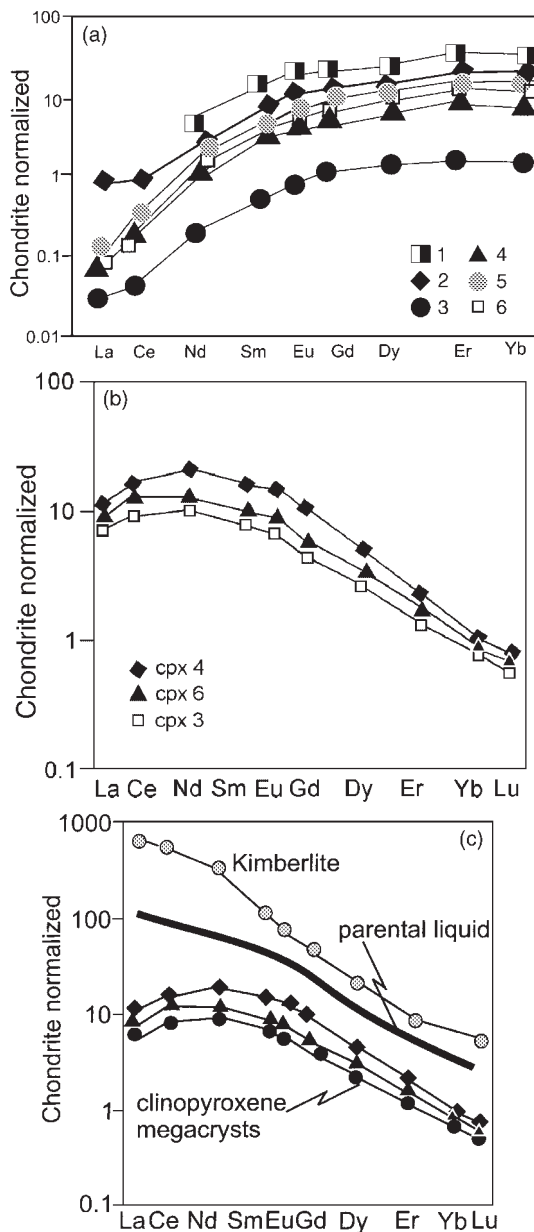 (a)
Chondrite normalized
100
10
1
0.1
0.01
1 4
2 5
3 6
La Ce Nd Sm Eu Gd Dy Er Yb
(b)
Chondrite normalized
100
10
1
0.1
cpx 4
cpx 6
cpx 3
La Ce Nd Sm Eu Gd Dy Er Yb Lu
(c)
Chondrite normalized
1000
100
10
1
0.1
Kimberlite
parental liquid
clinopyroxene
megacrysts
La Ce Nd Sm Eu Gd Dy Er Yb Lu